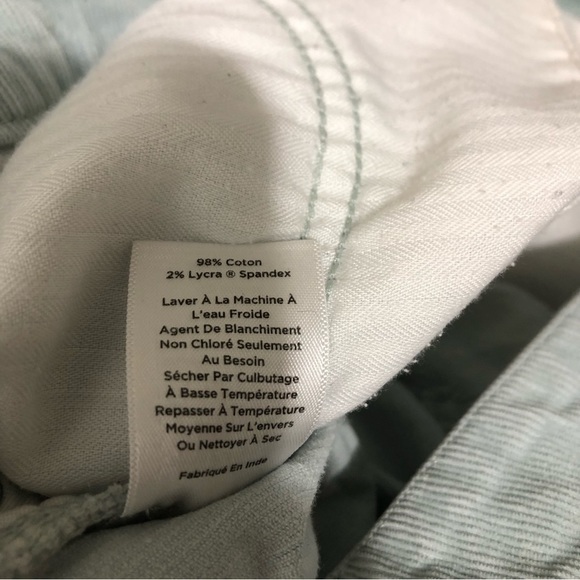 98% Coton
2% Lycra ® Spandex
Laver À La Machine À
L'eau Froide
Agent De Blanchiment
Non Chloré Seulement
Au Besoin
Sécher Par Culbutage
À Basse Température
Repasser À Température
Moyenne Sur L'envers
Ou Nettoyer À Sec
Fabriqué En Inde